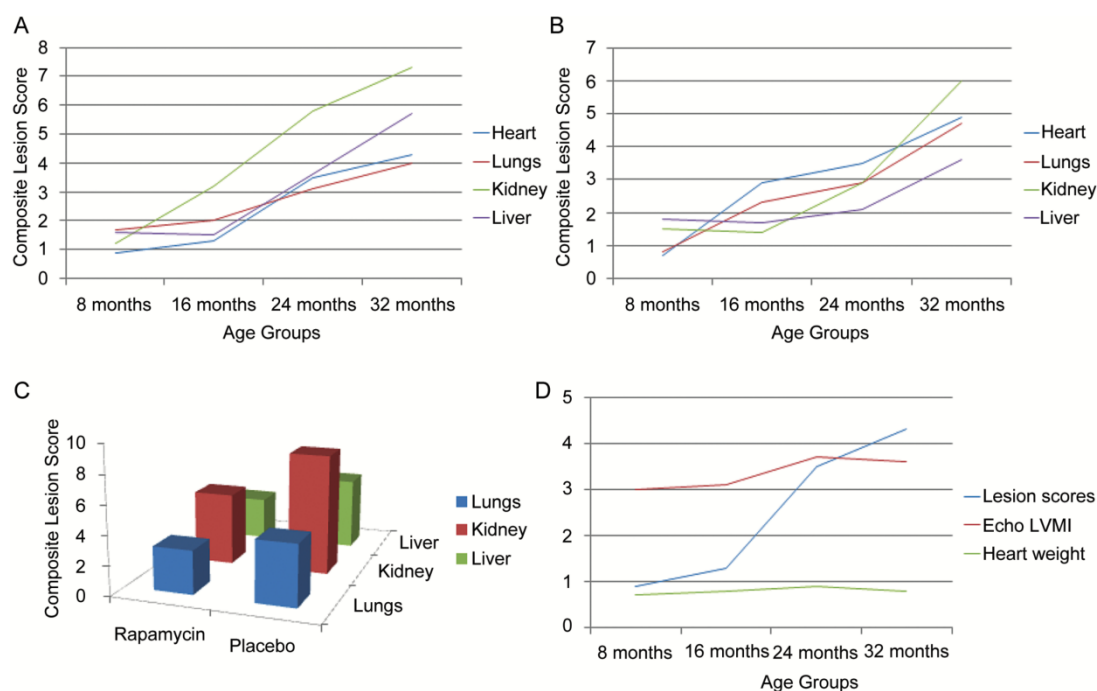 A
Composite Lesion Score
8
7
6
5
4
3
2
1
0
8 months 16 months 24 months 32 months
Age Groups
Heart
Lungs
Kidney
Liver
B
Composite Lesion Score
7
6
5
4
3
2
1
0
8 months 16 months 24 months 32 months
Age Groups
Heart
Lungs
Kidney
Liver
C
Composite Lesion Score
10
8
6
4
2
0
Rapamycin
Placebo
Lungs
Kidney
Liver
Lungs
Kidney
Liver
D
5
4
3
2
1
0
8 months 16 months 24 months 32 months
Age Groups
Lesion scores
Echo LVMI
Heart weight